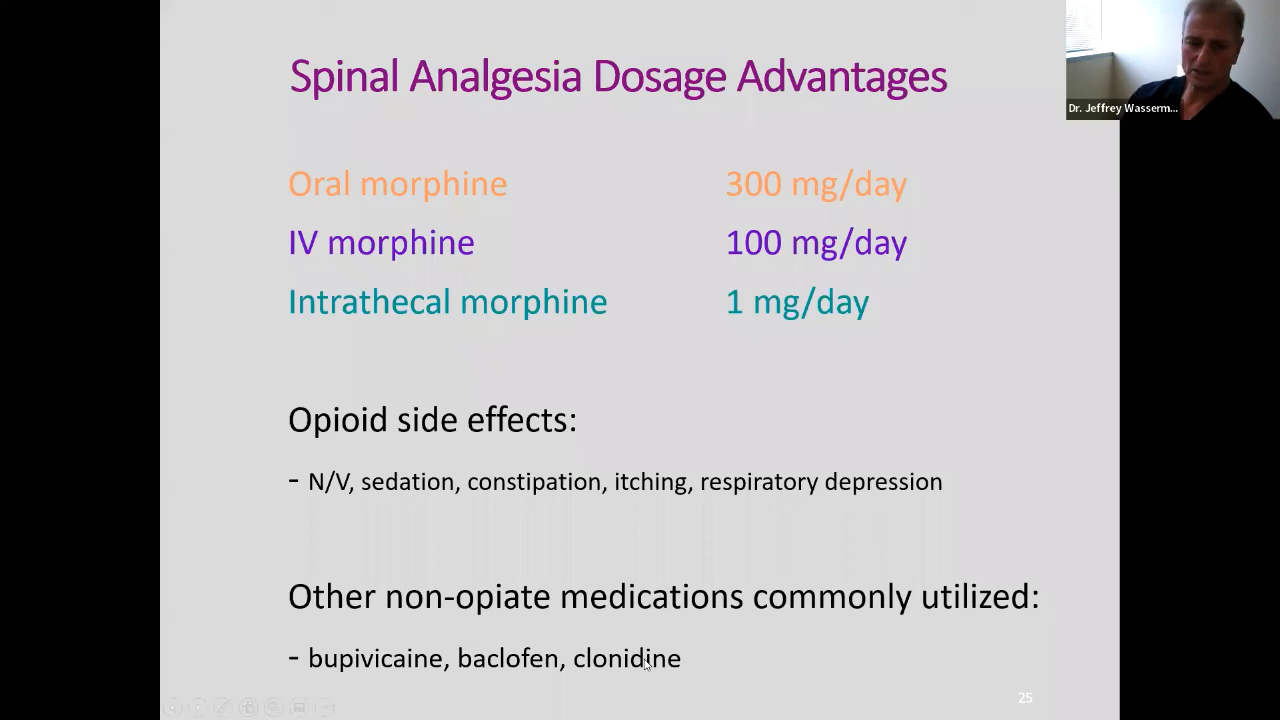 Spinal Analgesia Dosage Advantages
Dr. Jeffrey Wasserm...
Oral morphine 300 mg/day
IV morphine 100 mg/day
Intrathecal morphine 1 mg/day
Opioid side effects:
- N/V, sedation, constipation, itching, respiratory depression
Other non-opiate medications commonly utilized:
- bupivicaine, baclofen, clonidine
25